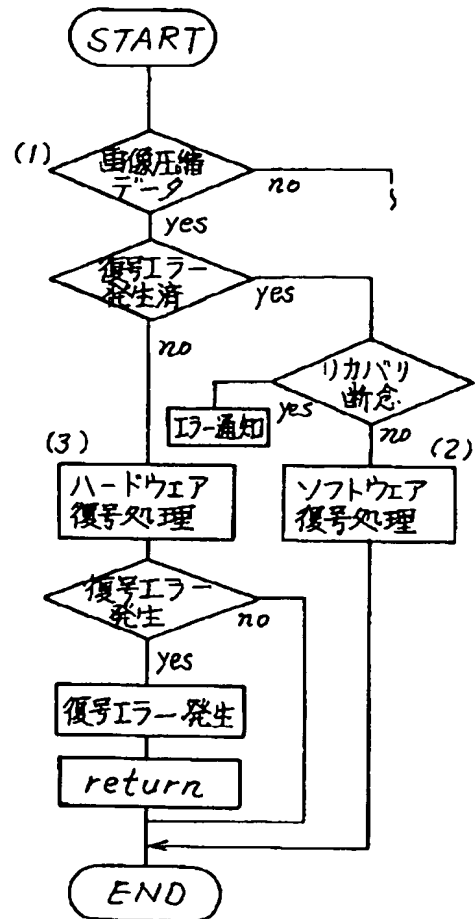 START
(1)
画像圧縮
データ
no
yes
復号エラー
発生済
yes
no
リカバリ
断念
yes
no
エラー通知
(3)
(2)
ハードウェア
復号処理
ソフトウェア
復号処理
復号エラー
発生
no
yes
復号エラー発生
return
END